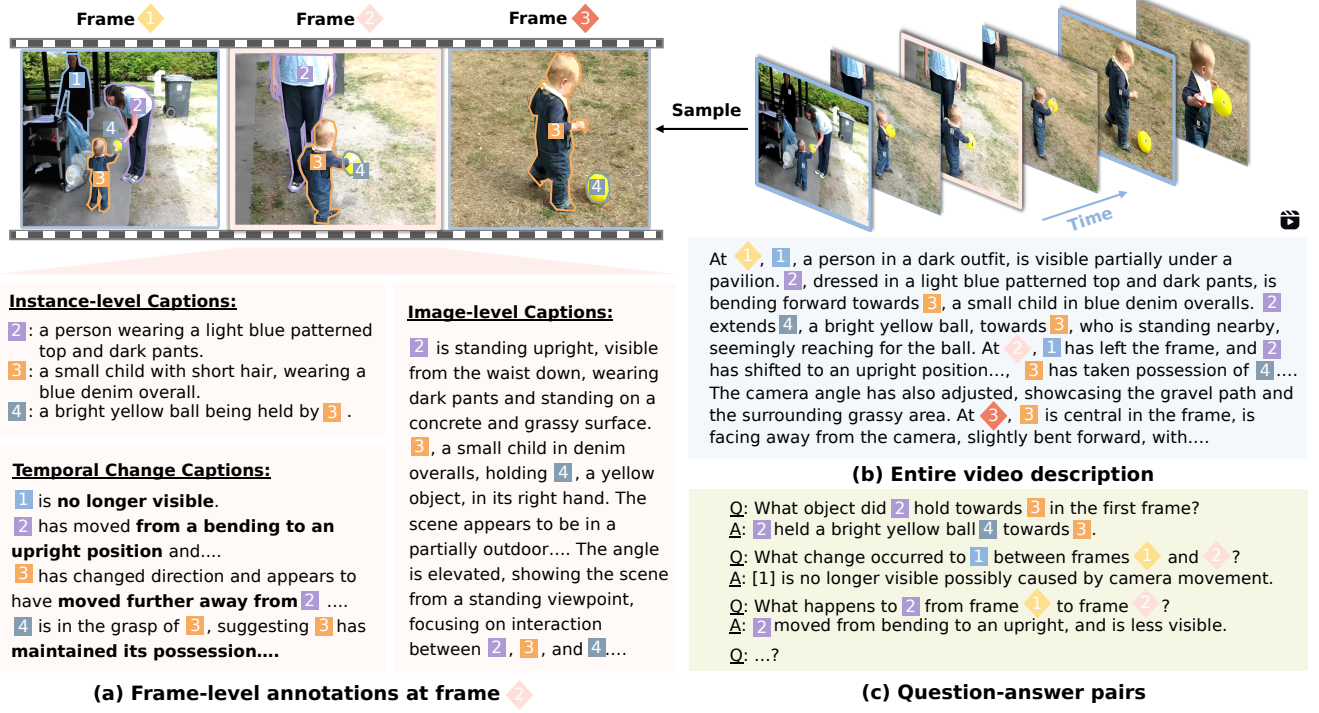 Frame 1
Frame 2
Frame 3
1
2
4
3
2
3
4
3
4
Sample
Time
Instance-level Captions:
2 : a person wearing a light blue patterned
top and dark pants.
3 : a small child with short hair, wearing a
blue denim overall.
4 : a bright yellow ball being held by 3 .
Temporal Change Captions:
1 is no longer visible.
2 has moved from a bending to an
upright position and....
3 has changed direction and appears to
have moved further away from 2 ....
4 is in the grasp of 3 , suggesting 3 has
maintained its possession....
Image-level Captions:
2 is standing upright, visible
from the waist down, wearing
dark pants and standing on a
concrete and grassy surface.
3 , a small child in denim
overalls, holding 4 , a yellow
object, in its right hand. The
scene appears to be in a
partially outdoor.... The angle
is elevated, showing the scene
from a standing viewpoint,
focusing on interaction
between 2 , 3 , and 4 ....
(a) Frame-level annotations at frame 2
At 1 , 1 , a person in a dark outfit, is visible partially under a
pavilion. 2 , dressed in a light blue patterned top and dark pants, is
bending forward towards 3 , a small child in blue denim overalls. 2
extends 4 , a bright yellow ball, towards 3 , who is standing nearby,
seemingly reaching for the ball. At 2 , 1 has left the frame, and 2
has shifted to an upright position..., 3 has taken possession of 4 ....
The camera angle has also adjusted, showcasing the gravel path and
the surrounding grassy area. At 3 , 3 is central in the frame, is
facing away from the camera, slightly bent forward, with....
(b) Entire video description
Q: What object did 2 hold towards 3 in the first frame?
A: 2 held a bright yellow ball 4 towards 3 .
Q: What change occurred to 1 between frames 1 and 2 ?
A: [1] is no longer visible possibly caused by camera movement.
Q: What happens to 2 from frame 1 to frame 2 ?
A: 2 moved from bending to an upright, and is less visible.
Q: ...?
(c) Question-answer pairs